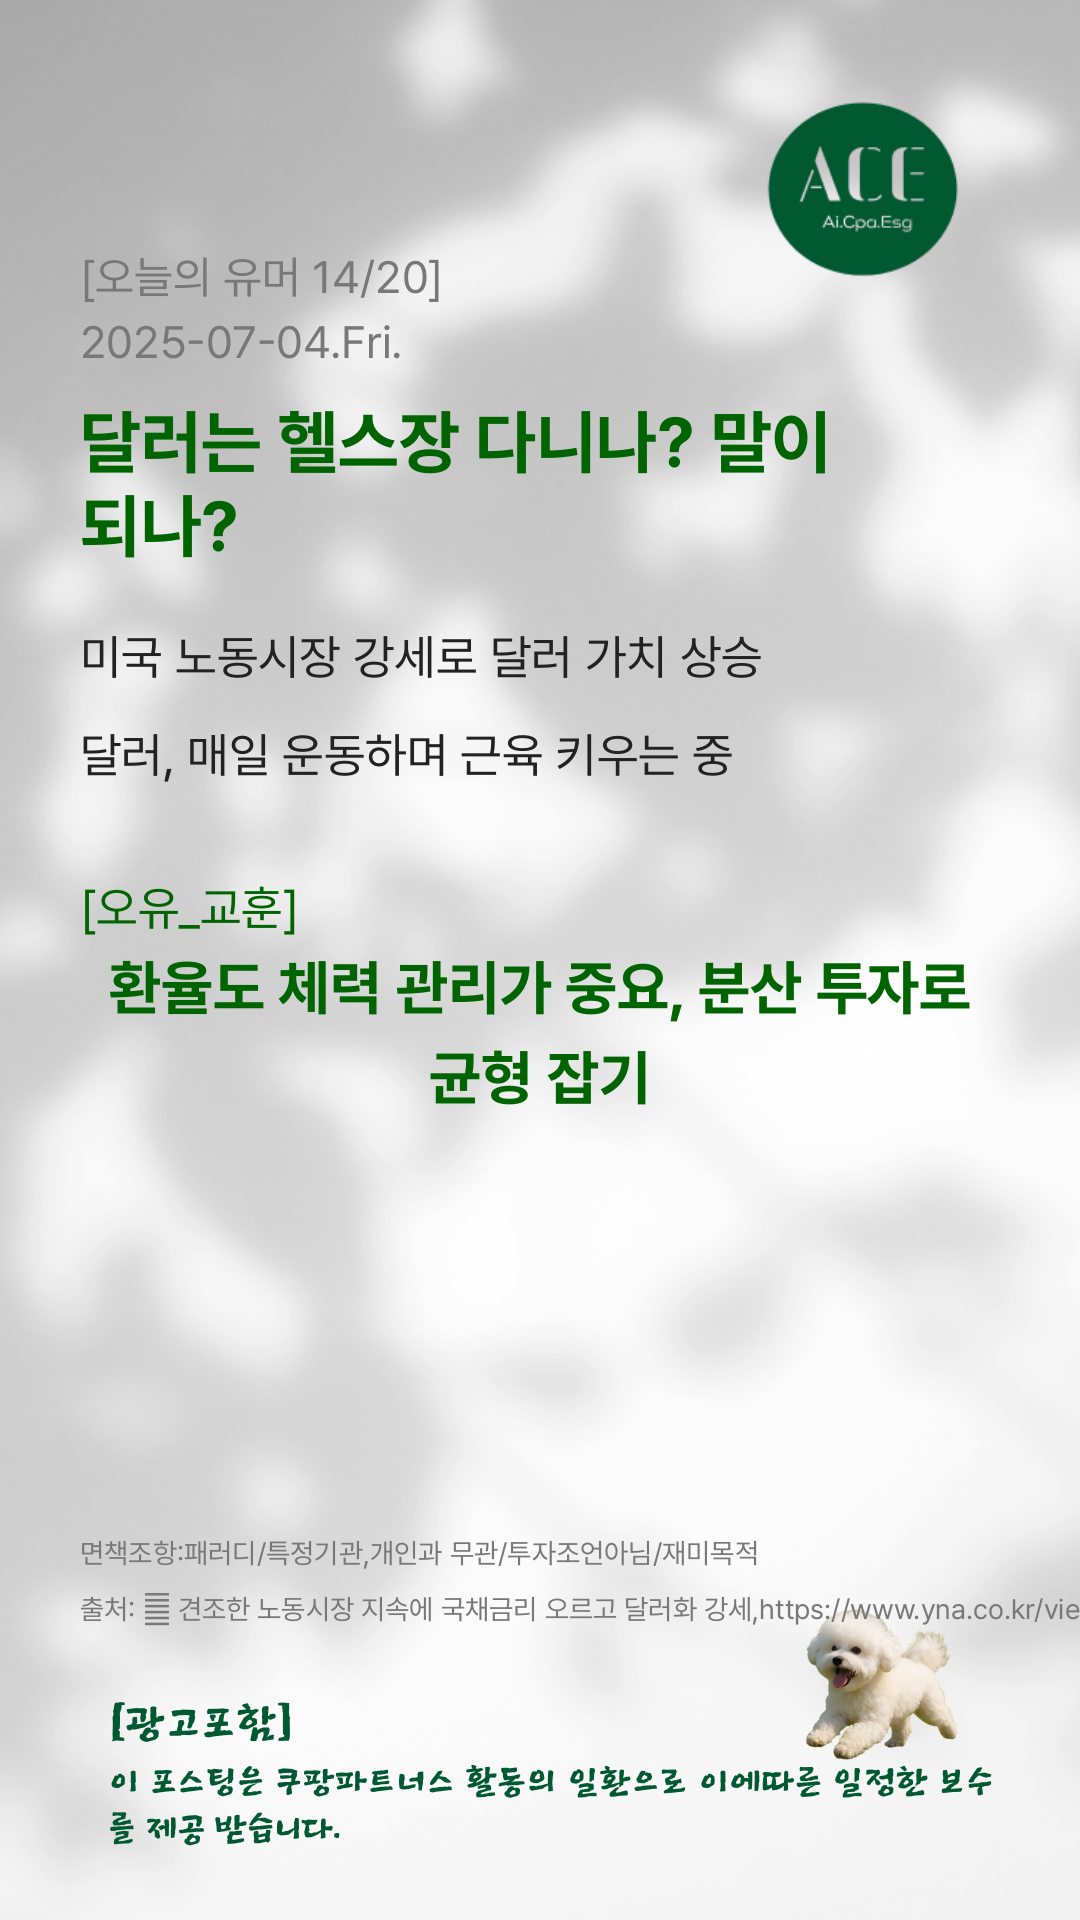 ACE
Ai.Cpa.Esg
[오늘의 유머 14/20]
2025-07-04.Fri.
달러는 헬스장 다니나? 말이
되나?
미국 노동시장 강세로 달러 가치 상승
달러, 매일 운동하며 근육 키우는 중
[오유_교훈]
환율도 체력 관리가 중요, 분산 투자로
균형 잡기
면책조항:패러디/특정기관,개인과 무관/투자조언아님/재미목적
출처: 견조한 노동시장 지속에 국채금리 오르고 달러화 강세,https://www.yna.co.kr/vie
[광고포함]
이 포스팅은 쿠팡파트너스 활동의 일환으로 이에따른 일정한 보수
를 제공 받습니다.